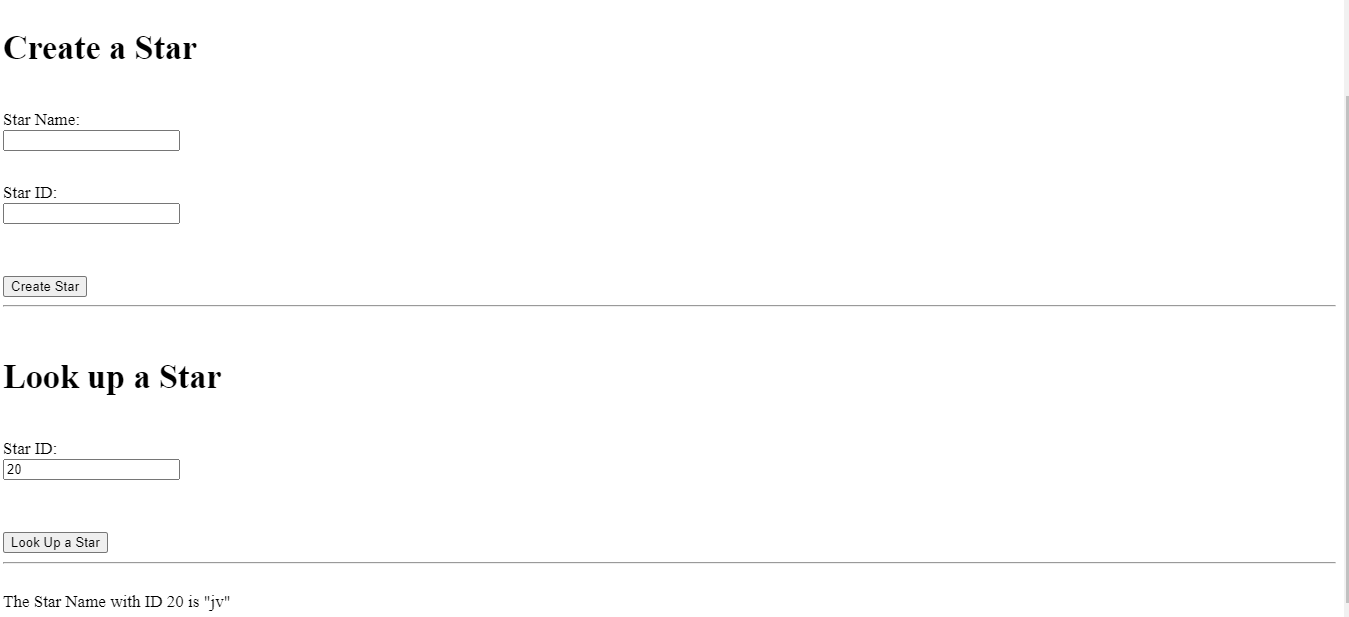 Create a Star
Star Name:
Star ID:
Create Star
Look up a Star
Star ID:
20
Look Up a Star
The Star Name with ID 20 is "jv"